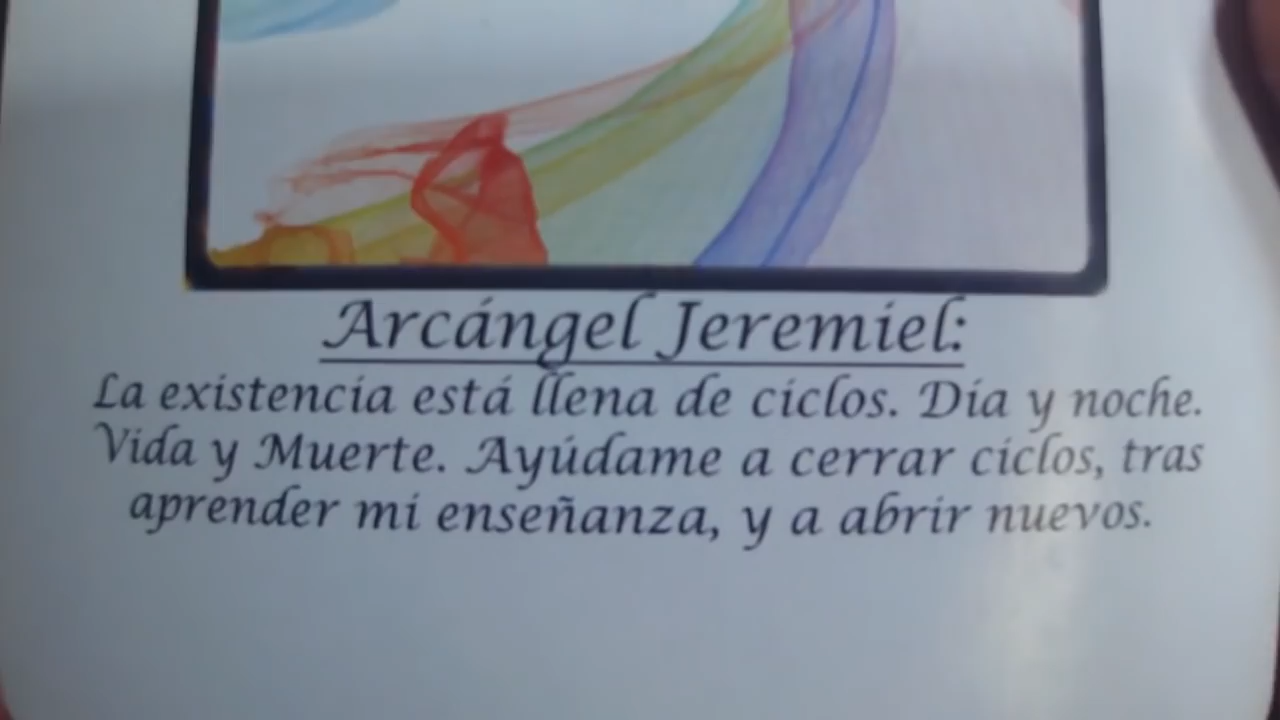 Arcángel Jeremiel:
La existencia está llena de ciclos. Día y noche.
Vida y Muerte. Ayúdame a cerrar ciclos, tras
aprender mi enseñanza, y a abrir nuevos.